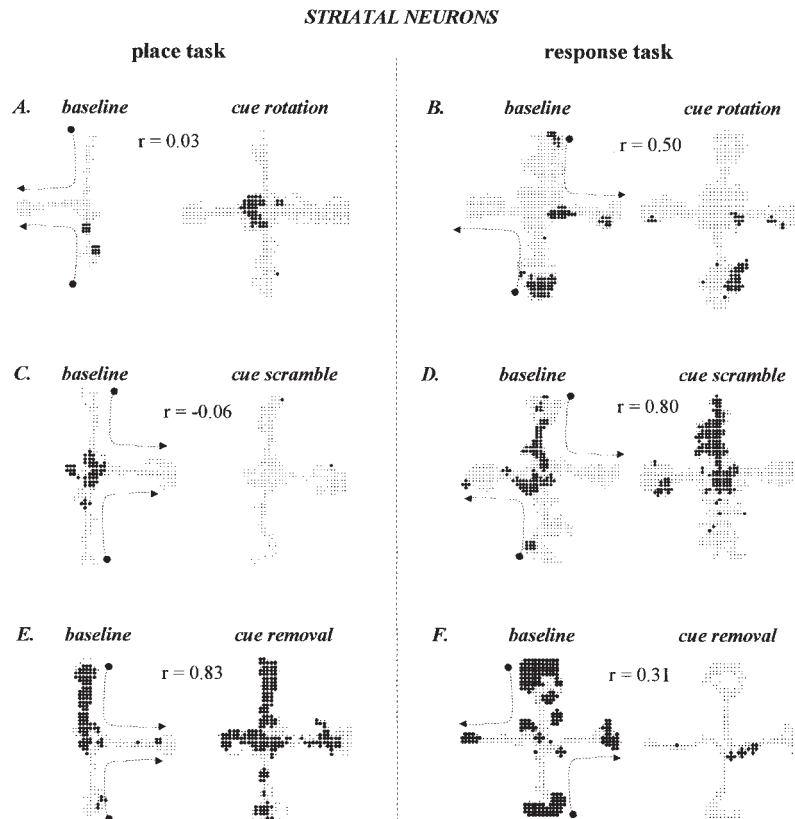 STRIATAL NEURONS
place task
response task
A. baseline cue rotation
r = 0.03
B. baseline cue rotation
r = 0.50
C. baseline cue scramble
r = -0.06
D. baseline cue scramble
r = 0.80
E. baseline cue removal
r = 0.83
F. baseline cue removal
r = 0.31